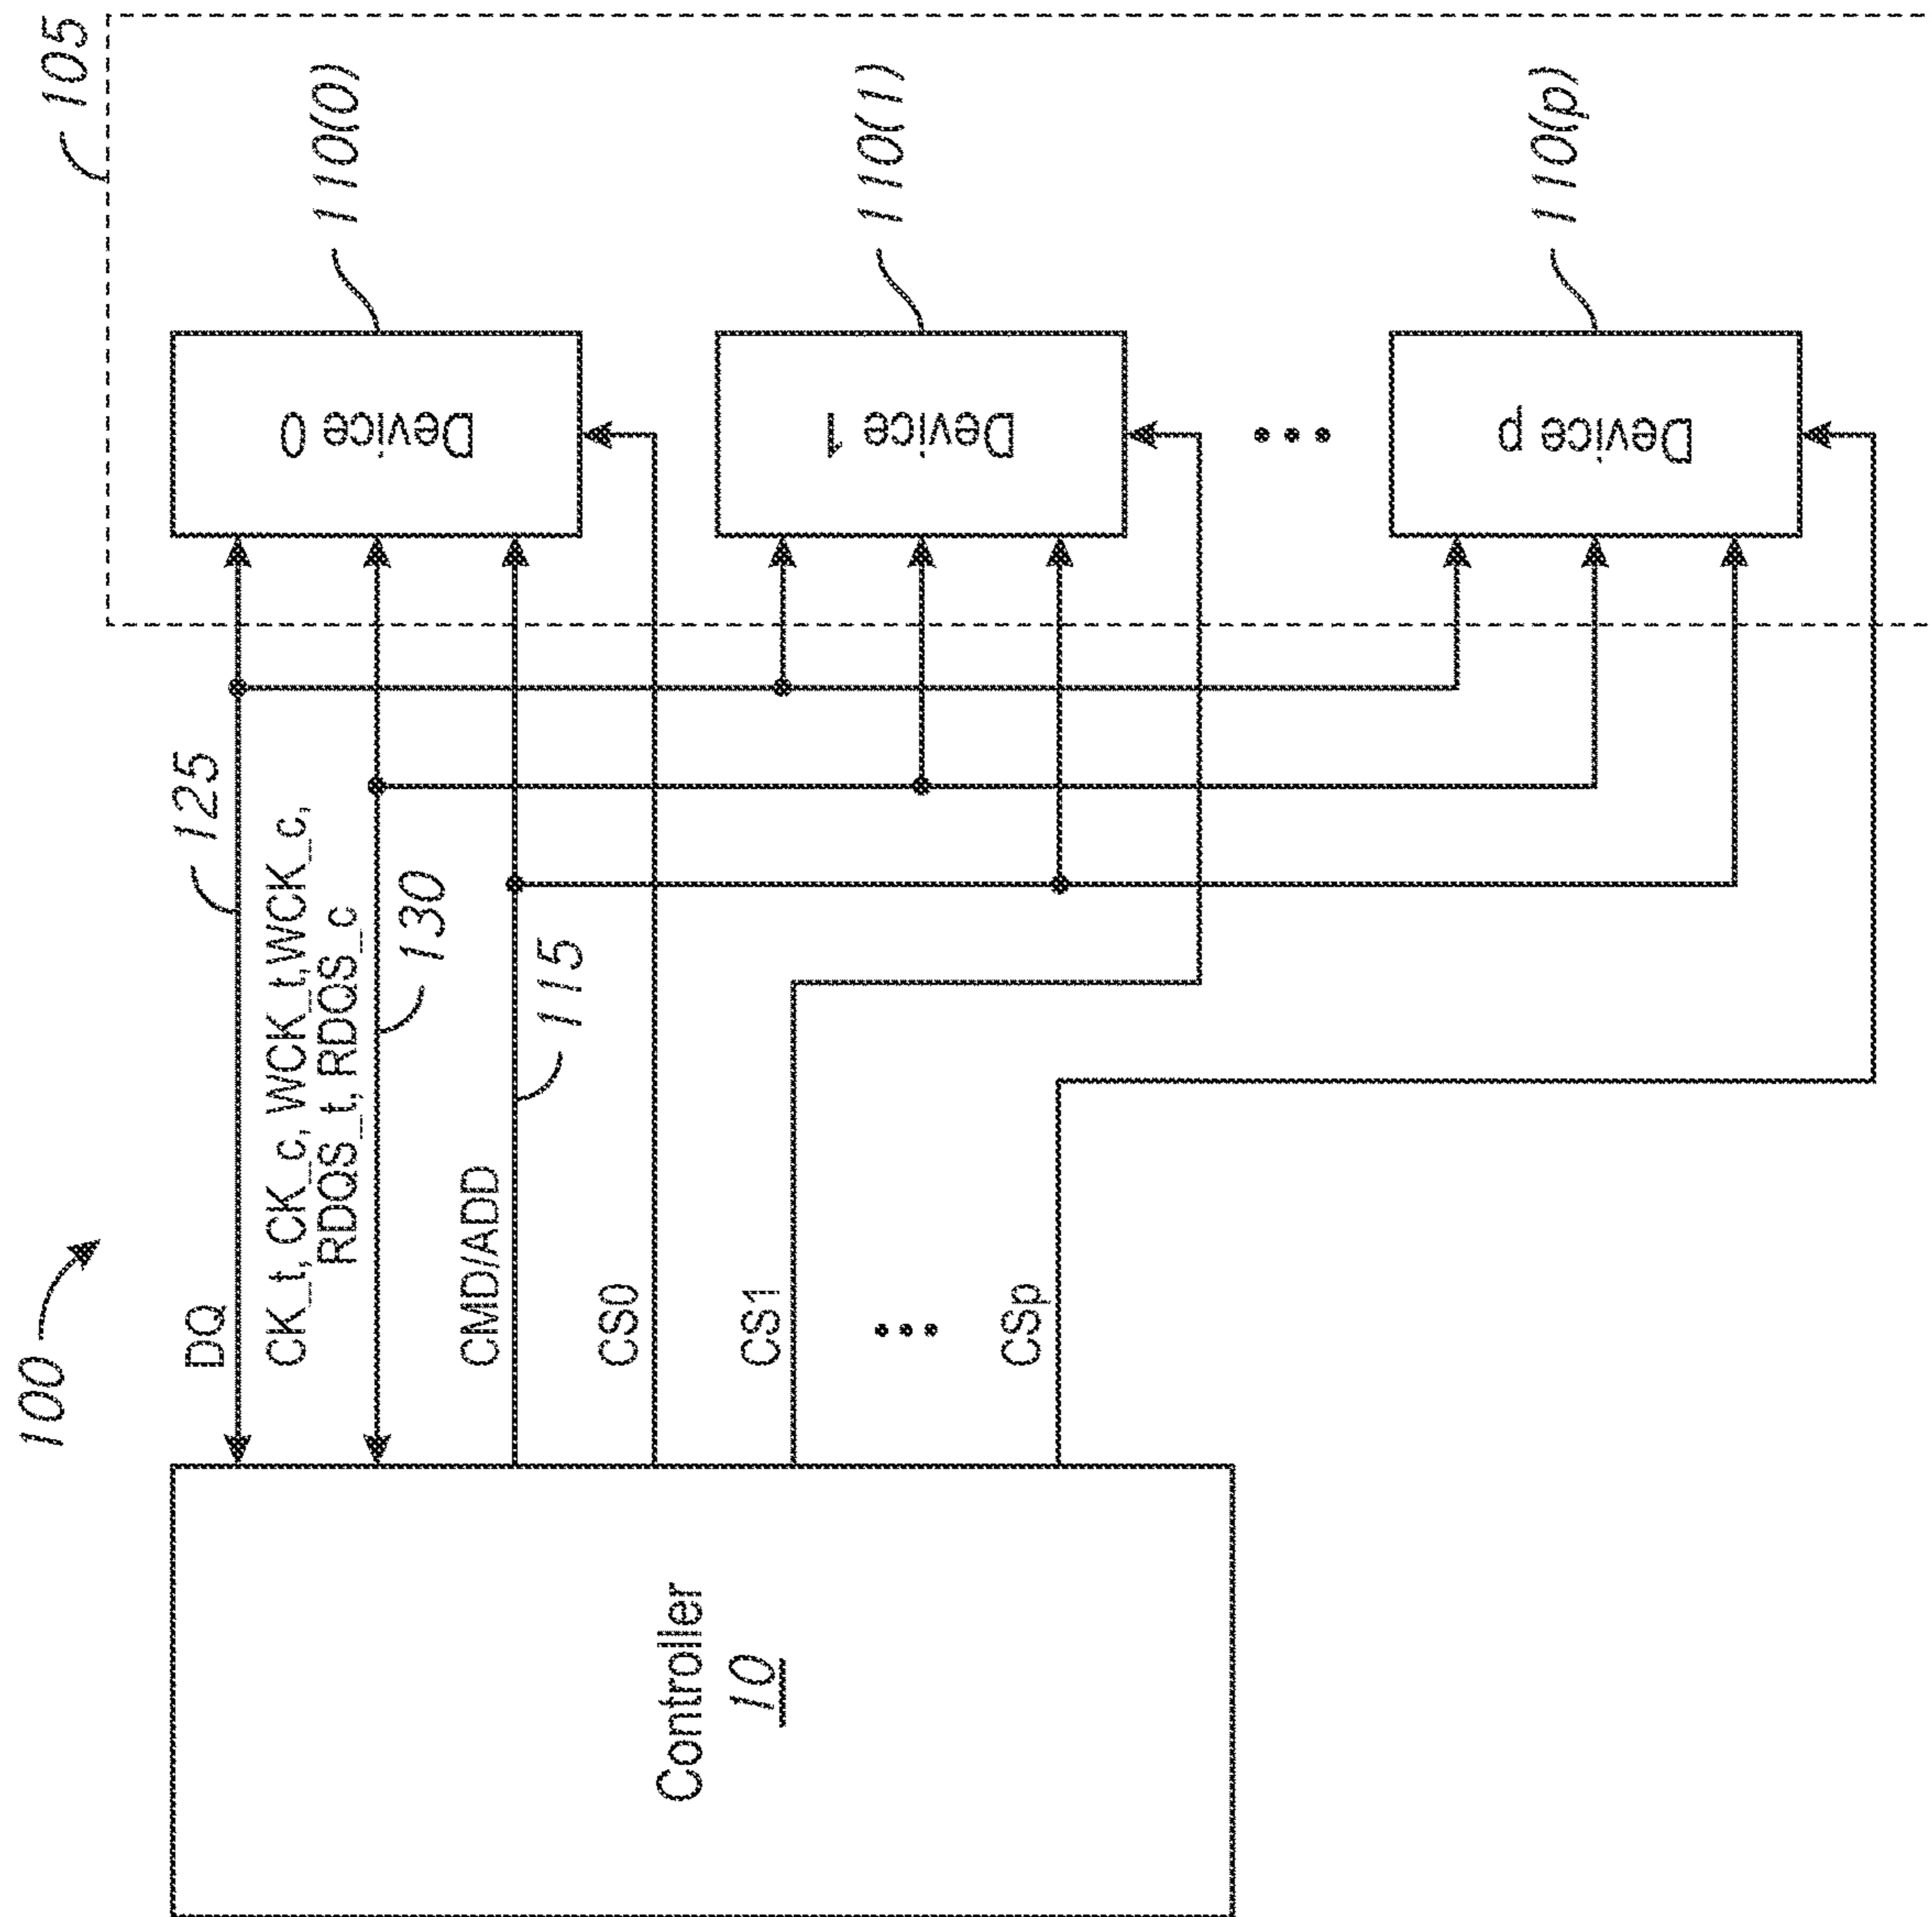 100
105
DQ
125
CK_t, CK_c, WCK_t,WCK_c,
RDQS_t, RDQS_c
130
CMD/ADD
115
CS0
CS1
CSp
Controller
10
Device 0
110(0)
Device 1
110(1)
Device p
110(p)